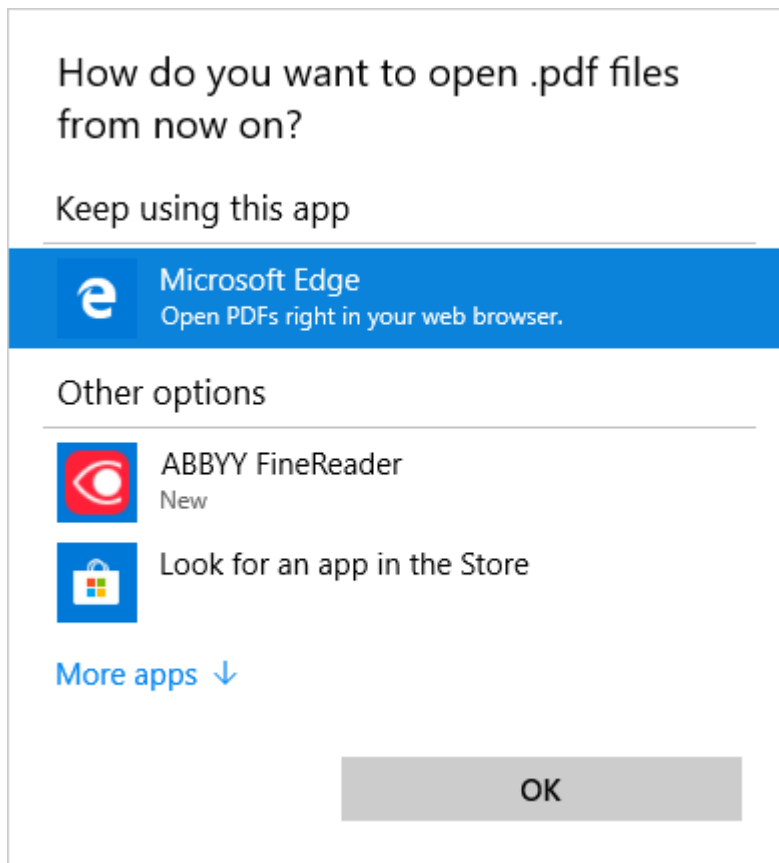 How do you want to open .pdf files
from now on?
Keep using this app
Microsoft Edge
Open PDFs right in your web browser.
Other options
ABBYY FineReader
New
Look for an app in the Store
More apps ↓
OK